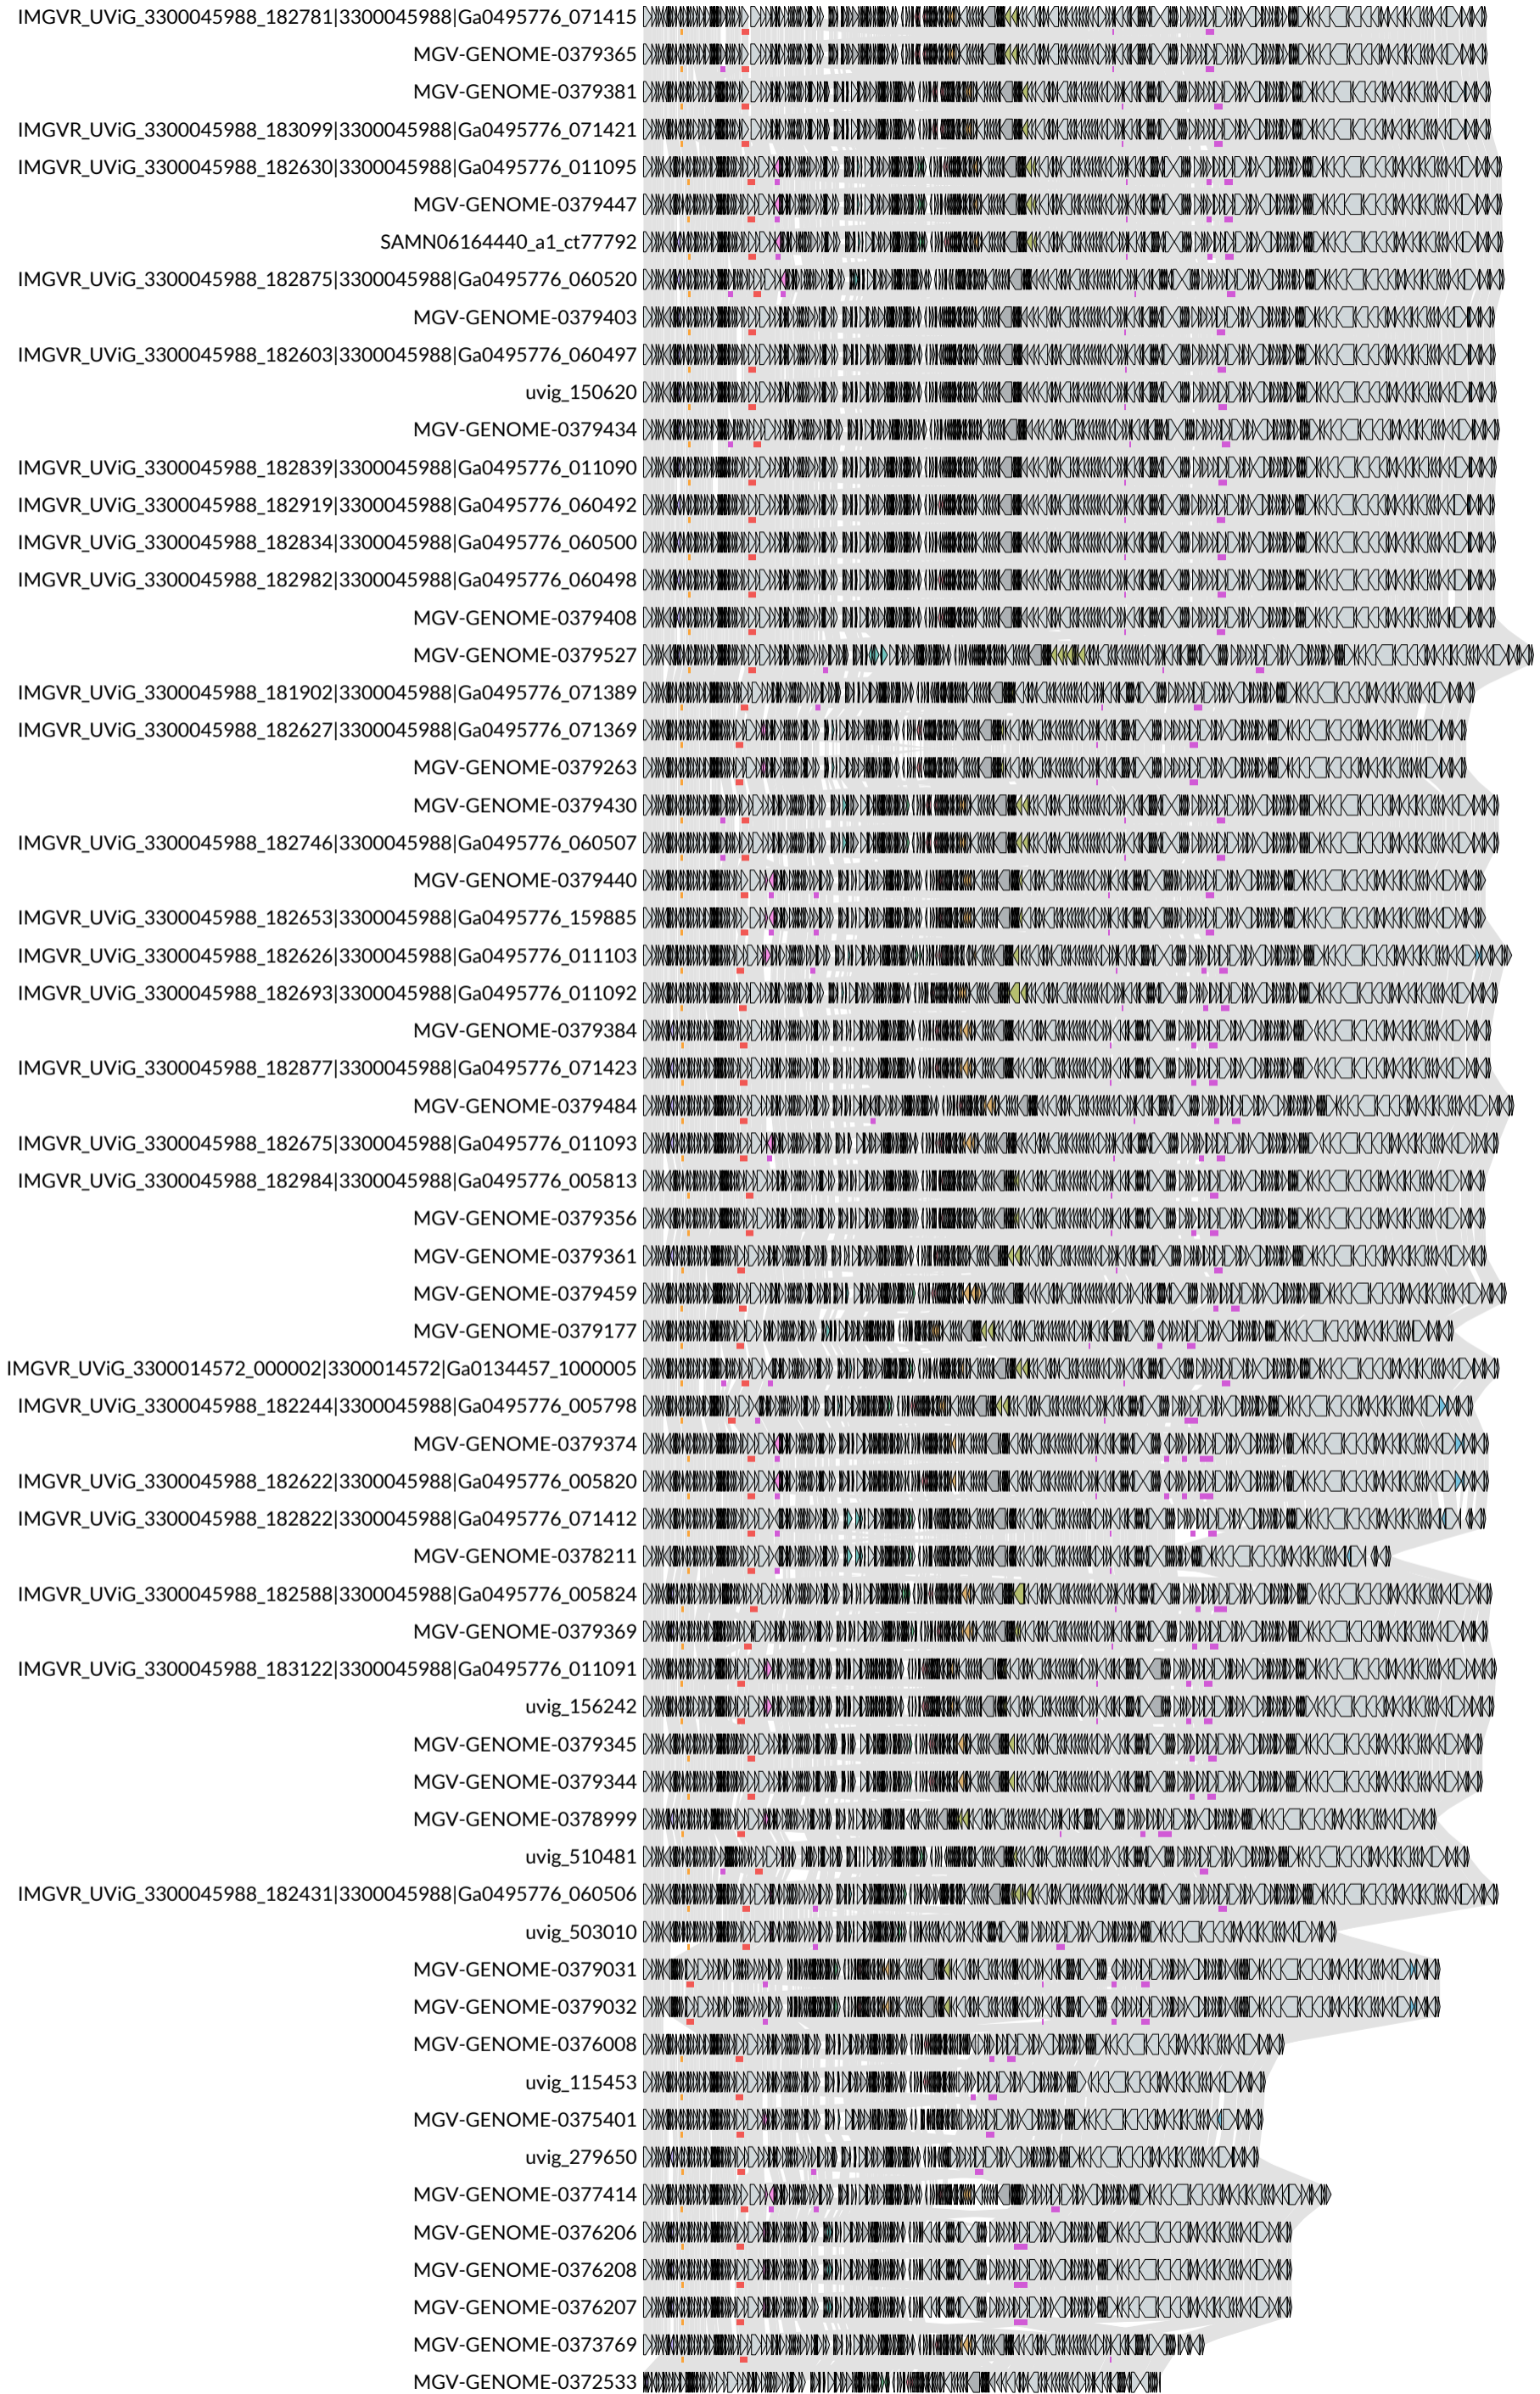 IMGVR_UViG_3300045988_182781|3300045988|Ga0495776_071415
MGV-GENOME-0379365
MGV-GENOME-0379381
IMGVR_UViG_3300045988_183099|3300045988|Ga0495776_071421
IMGVR_UViG_3300045988_182630|3300045988|Ga0495776_011095
MGV-GENOME-0379447
SAMN06164440_a1_ct77792
IMGVR_UViG_3300045988_182875|3300045988|Ga0495776_060520
MGV-GENOME-0379403
IMGVR_UViG_3300045988_182603|3300045988|Ga0495776_060497
uvig_150620
MGV-GENOME-0379434
IMGVR_UViG_3300045988_182839|3300045988|Ga0495776_011090
IMGVR_UViG_3300045988_182919|3300045988|Ga0495776_060492
IMGVR_UViG_3300045988_182834|3300045988|Ga0495776_060500
IMGVR_UViG_3300045988_182982|3300045988|Ga0495776_060498
MGV-GENOME-0379408
MGV-GENOME-0379527
IMGVR_UViG_3300045988_181902|3300045988|Ga0495776_071389
IMGVR_UViG_3300045988_182627|3300045988|Ga0495776_071369
MGV-GENOME-0379263
MGV-GENOME-0379430
IMGVR_UViG_3300045988_182746|3300045988|Ga0495776_060507
MGV-GENOME-0379440
IMGVR_UViG_3300045988_182653|3300045988|Ga0495776_159885
IMGVR_UViG_3300045988_182626|3300045988|Ga0495776_011103
IMGVR_UViG_3300045988_182693|3300045988|Ga0495776_011092
MGV-GENOME-0379384
IMGVR_UViG_3300045988_182877|3300045988|Ga0495776_071423
MGV-GENOME-0379484
IMGVR_UViG_3300045988_182675|3300045988|Ga0495776_011093
IMGVR_UViG_3300045988_182984|3300045988|Ga0495776_005813
MGV-GENOME-0379356
MGV-GENOME-0379361
MGV-GENOME-0379459
MGV-GENOME-0379177
IMGVR_UViG_3300014572_000002|3300014572|Ga0134457_1000005
IMGVR_UViG_3300045988_182244|3300045988|Ga0495776_005798
MGV-GENOME-0379374
IMGVR_UViG_3300045988_182622|3300045988|Ga0495776_005820
IMGVR_UViG_3300045988_182822|3300045988|Ga0495776_071412
MGV-GENOME-0378211
IMGVR_UViG_3300045988_182588|3300045988|Ga0495776_005824
MGV-GENOME-0379369
IMGVR_UViG_3300045988_183122|3300045988|Ga0495776_011091
uvig_156242
MGV-GENOME-0379345
MGV-GENOME-0379344
MGV-GENOME-0378999
uvig_510481
IMGVR_UViG_3300045988_182431|3300045988|Ga0495776_060506
uvig_503010
MGV-GENOME-0379031
MGV-GENOME-0379032
MGV-GENOME-0376008
uvig_115453
MGV-GENOME-0375401
uvig_279650
MGV-GENOME-0377414
MGV-GENOME-0376206
MGV-GENOME-0376208
MGV-GENOME-0376207
MGV-GENOME-0373769
MGV-GENOME-0372533